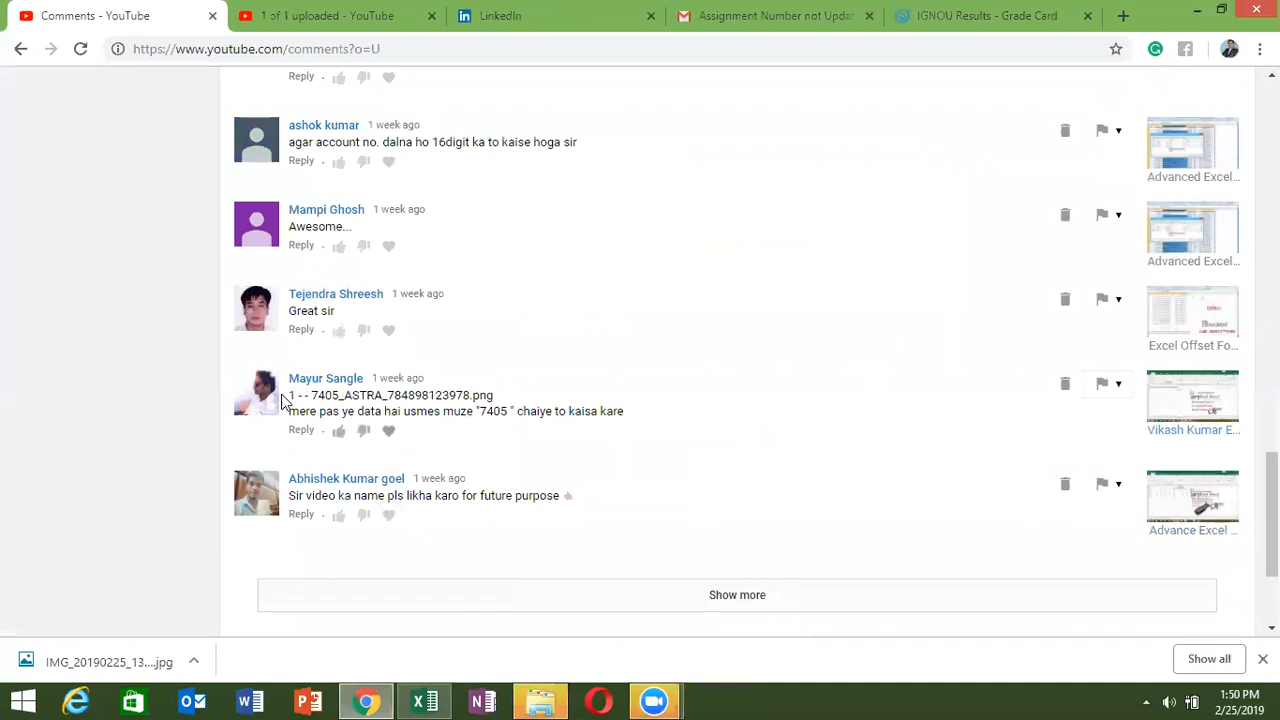 Comments - YouTube
1 of 1 uploaded - YouTube
LinkedIn
Assignment Number not Updat
IGNOU Results - Grade Card
https://www.youtube.com/comments?o=U
Reply
ashok kumar 1 week ago
agar account no. dalna ho 16digit ka to kaise hoga sir
Reply
Advanced Excel...
Mampi Ghosh 1 week ago
Awesome...
Reply
Advanced Excel...
Tejendra Shreesh 1 week ago
Great sir
Reply
Excel Offset Fo...
Mayur Sangle 1 week ago
1 - - 7405_ASTRA_784898123978.png
mere pas ye data hai usmes muze "7405" chaiye to kaisa kare
Reply
Vikash Kumar E...
Abhishek Kumar goel 1 week ago
Sir video ka name pls likha karo for future purpose
Reply
Advance Excel ...
Show more
IMG_20190225_13....jpg
Show all
1:50 PM
2/25/2019